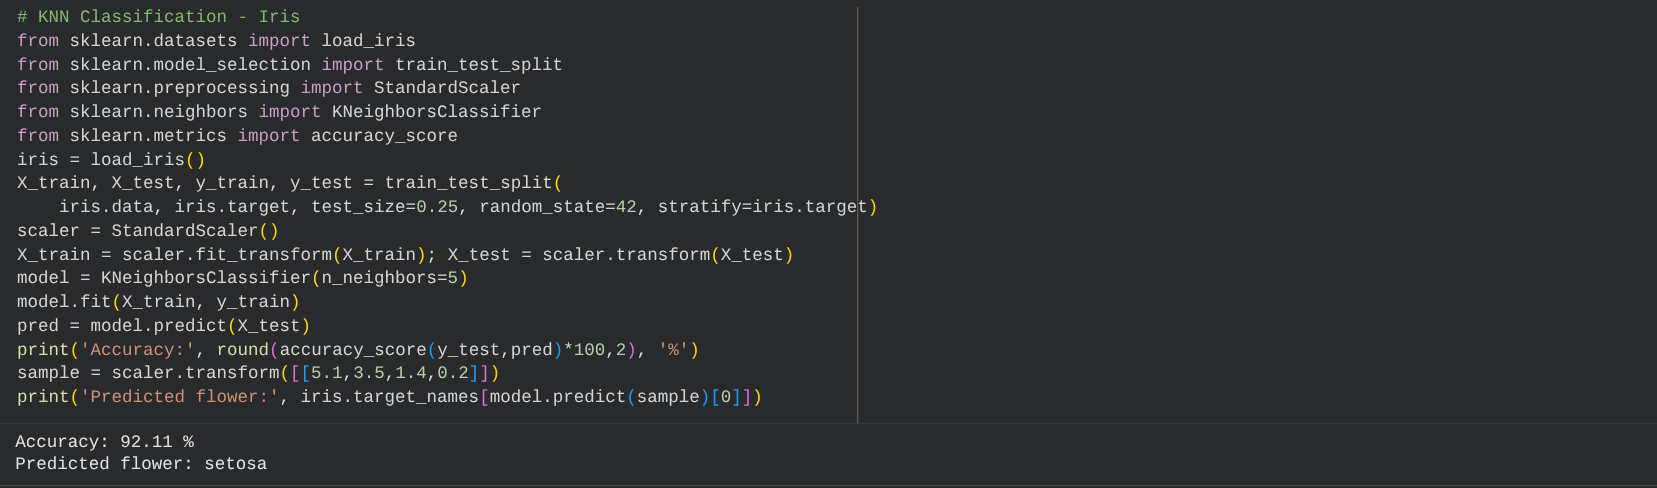 # KNN Classification - Iris
from sklearn.datasets import load_iris
from sklearn.model_selection import train_test_split
from sklearn.preprocessing import StandardScaler
from sklearn.neighbors import KNeighborsClassifier
from sklearn.metrics import accuracy_score
iris = load_iris()
X_train, X_test, y_train, y_test = train_test_split(
    iris.data, iris.target, test_size=0.25, random_state=42, stratify=iris.target)
scaler = StandardScaler()
X_train = scaler.fit_transform(X_train); X_test = scaler.transform(X_test)
model = KNeighborsClassifier(n_neighbors=5)
model.fit(X_train, y_train)
pred = model.predict(X_test)
print('Accuracy:', round(accuracy_score(y_test,pred)*100,2), '%')
sample = scaler.transform([[5.1,3.5,1.4,0.2]])
print('Predicted flower:', iris.target_names[model.predict(sample)[0]])
Accuracy: 92.11 %
Predicted flower: setosa